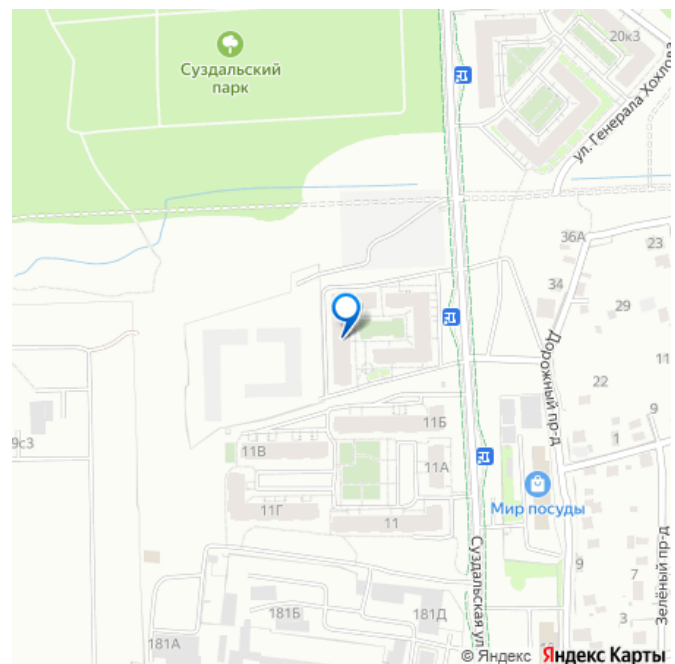 20к3
Суздальский
парк
ул. Генерала Хохлова
36А
23
34
29
Дорожный пр-д
11
22
9
11Б
1
9с3
11В
11А
Мир посуды
11Г
11
Суздальская ул
9
7
Зелёный пр-д
181Б
181Д
3
181А
© Яндекс Яндекс Карты